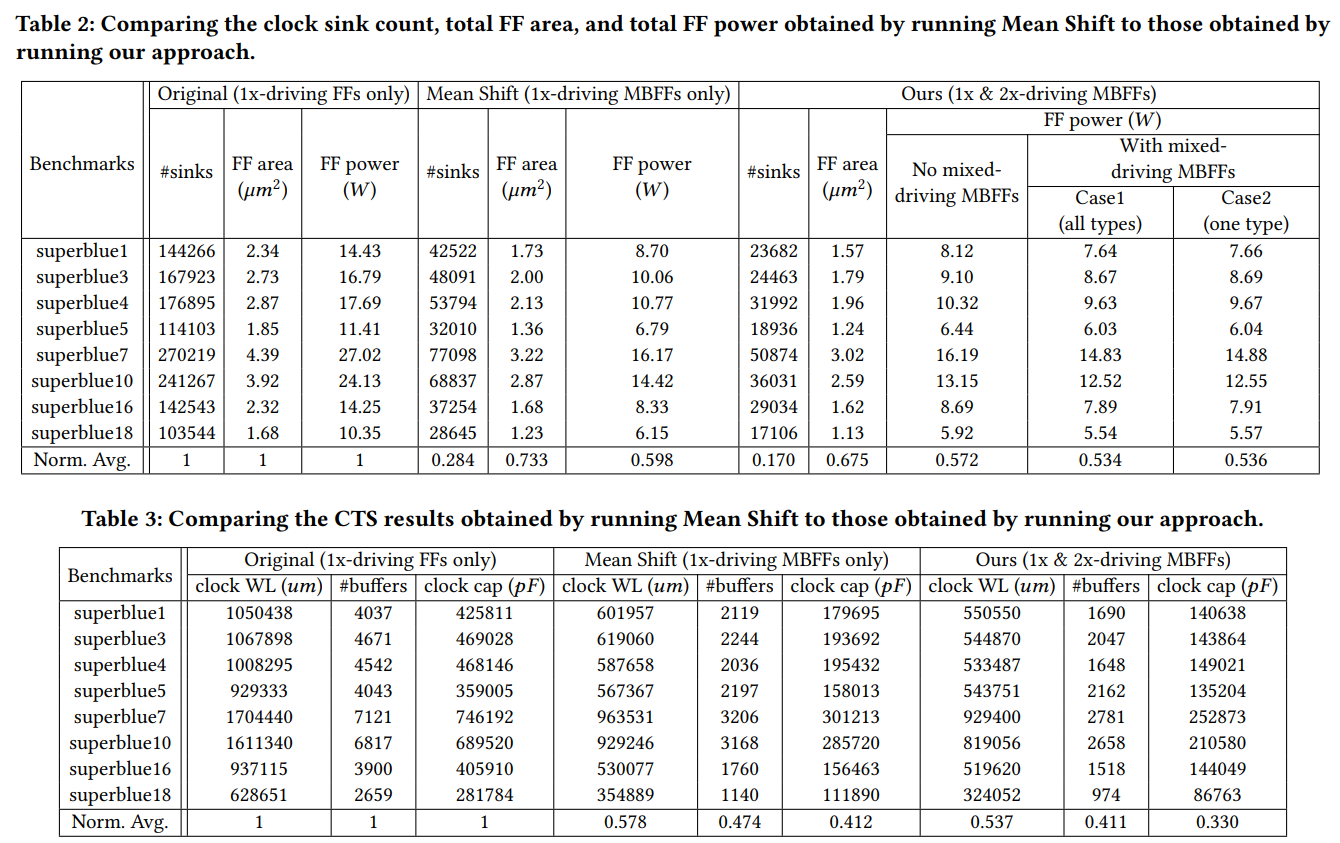 Table 2: Comparing the clock sink count, total FF area, and total FF power obtained by running Mean Shift to those obtained by
running our approach.
Benchmarks Original (1x-driving FFs only) Mean Shift (1x-driving MBFFs only) Ours (1x & 2x-driving MBFFs)
#sinks FF area (μm²) FF power (W) #sinks FF area (μm²) FF power (W) #sinks FF area (μm²) FF power (W)
No mixed-driving MBFFs With mixed-driving MBFFs
Case1 (all types) Case2 (one type)
superblue1 144266 2.34 14.43 42522 1.73 8.70 23682 1.57 8.12 7.64 7.66
superblue3 167923 2.73 16.79 48091 2.00 10.06 24463 1.79 9.10 8.67 8.69
superblue4 176895 2.87 17.69 53794 2.13 10.77 31992 1.96 10.32 9.63 9.67
superblue5 114103 1.85 11.41 32010 1.36 6.79 18936 1.24 6.44 6.03 6.04
superblue7 270219 4.39 27.02 77098 3.22 16.17 50874 3.02 16.19 14.83 14.88
superblue10 241267 3.92 24.13 68837 2.87 14.42 36031 2.59 13.15 12.52 12.55
superblue16 142543 2.32 14.25 37254 1.68 8.33 29034 1.62 8.69 7.89 7.91
superblue18 103544 1.68 10.35 28645 1.23 6.15 17106 1.13 5.92 5.54 5.57
Norm. Avg. 1 1 1 0.284 0.733 0.598 0.170 0.675 0.572 0.534 0.536
Table 3: Comparing the CTS results obtained by running Mean Shift to those obtained by running our approach.
Benchmarks Original (1x-driving FFs only) Mean Shift (1x-driving MBFFs only) Ours (1x & 2x-driving MBFFs)
clock WL (um) #buffers clock cap (pF) clock WL (um) #buffers clock cap (pF) clock WL (um) #buffers clock cap (pF)
superblue1 1050438 4037 425811 601957 2119 179695 550550 1690 140638
superblue3 1067898 4671 469028 619060 2244 193692 544870 2047 143864
superblue4 1008295 4542 468146 587658 2036 195432 533487 1648 149021
superblue5 929333 4043 359005 567367 2197 158013 543751 2162 135204
superblue7 1704440 7121 746192 963531 3206 301213 929400 2781 252873
superblue10 1611340 6817 689520 929246 3168 285720 819056 2658 210580
superblue16 937115 3900 405910 530077 1760 156463 519620 1518 144049
superblue18 628651 2659 281784 354889 1140 111890 324052 974 86763
Norm. Avg. 1 1 1 0.578 0.474 0.412 0.537 0.411 0.330